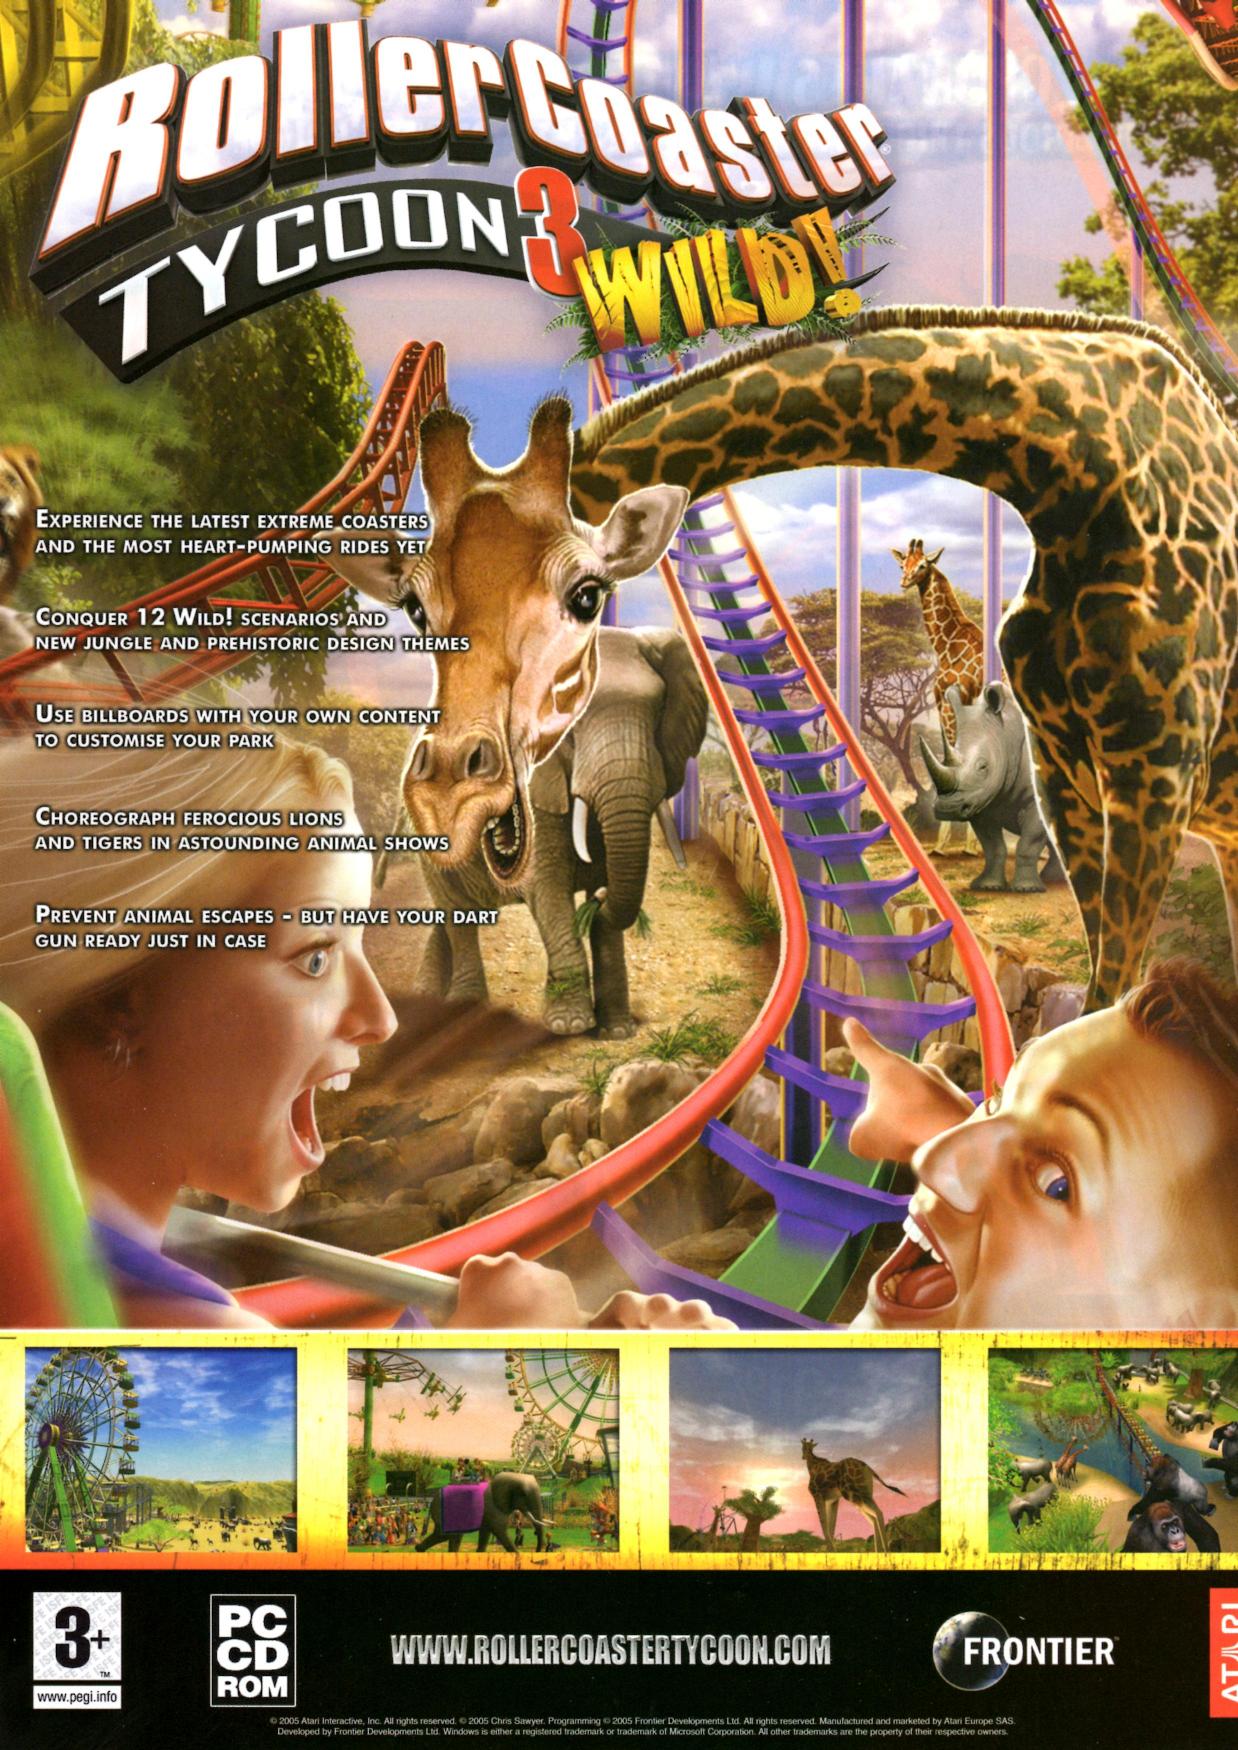 RollerCoaster
TYCOON 3
WILD!
EXPERIENCE THE LATEST EXTREME COASTERS
AND THE MOST HEART-PUMPING RIDES YET
CONQUER 12 WILD! SCENARIOS AND
NEW JUNGLE AND PREHISTORIC DESIGN THEMES
USE BILLBOARDS WITH YOUR OWN CONTENT
TO CUSTOMISE YOUR PARK
CHOREOGRAPH FEROCIOUS LIONS
AND TIGERS IN ASTOUNDING ANIMAL SHOWS
PREVENT ANIMAL ESCAPES - BUT HAVE YOUR DART
GUN READY JUST IN CASE
3+
TM
www.pegi.info
PC
CD
ROM
WWW.ROLLERCOASTERTYCOON.COM
FRONTIER
ATARI
© 2005 Atari Interactive, Inc. All rights reserved. © 2005 Chris Sawyer. Programming © 2005 Frontier Developments Ltd. All rights reserved. Manufactured and marketed by Atari Europe SAS.
Developed by Frontier Developments Ltd. Windows is either a registered trademark or trademark of Microsoft Corporation. All other trademarks are the property of their respective owners.